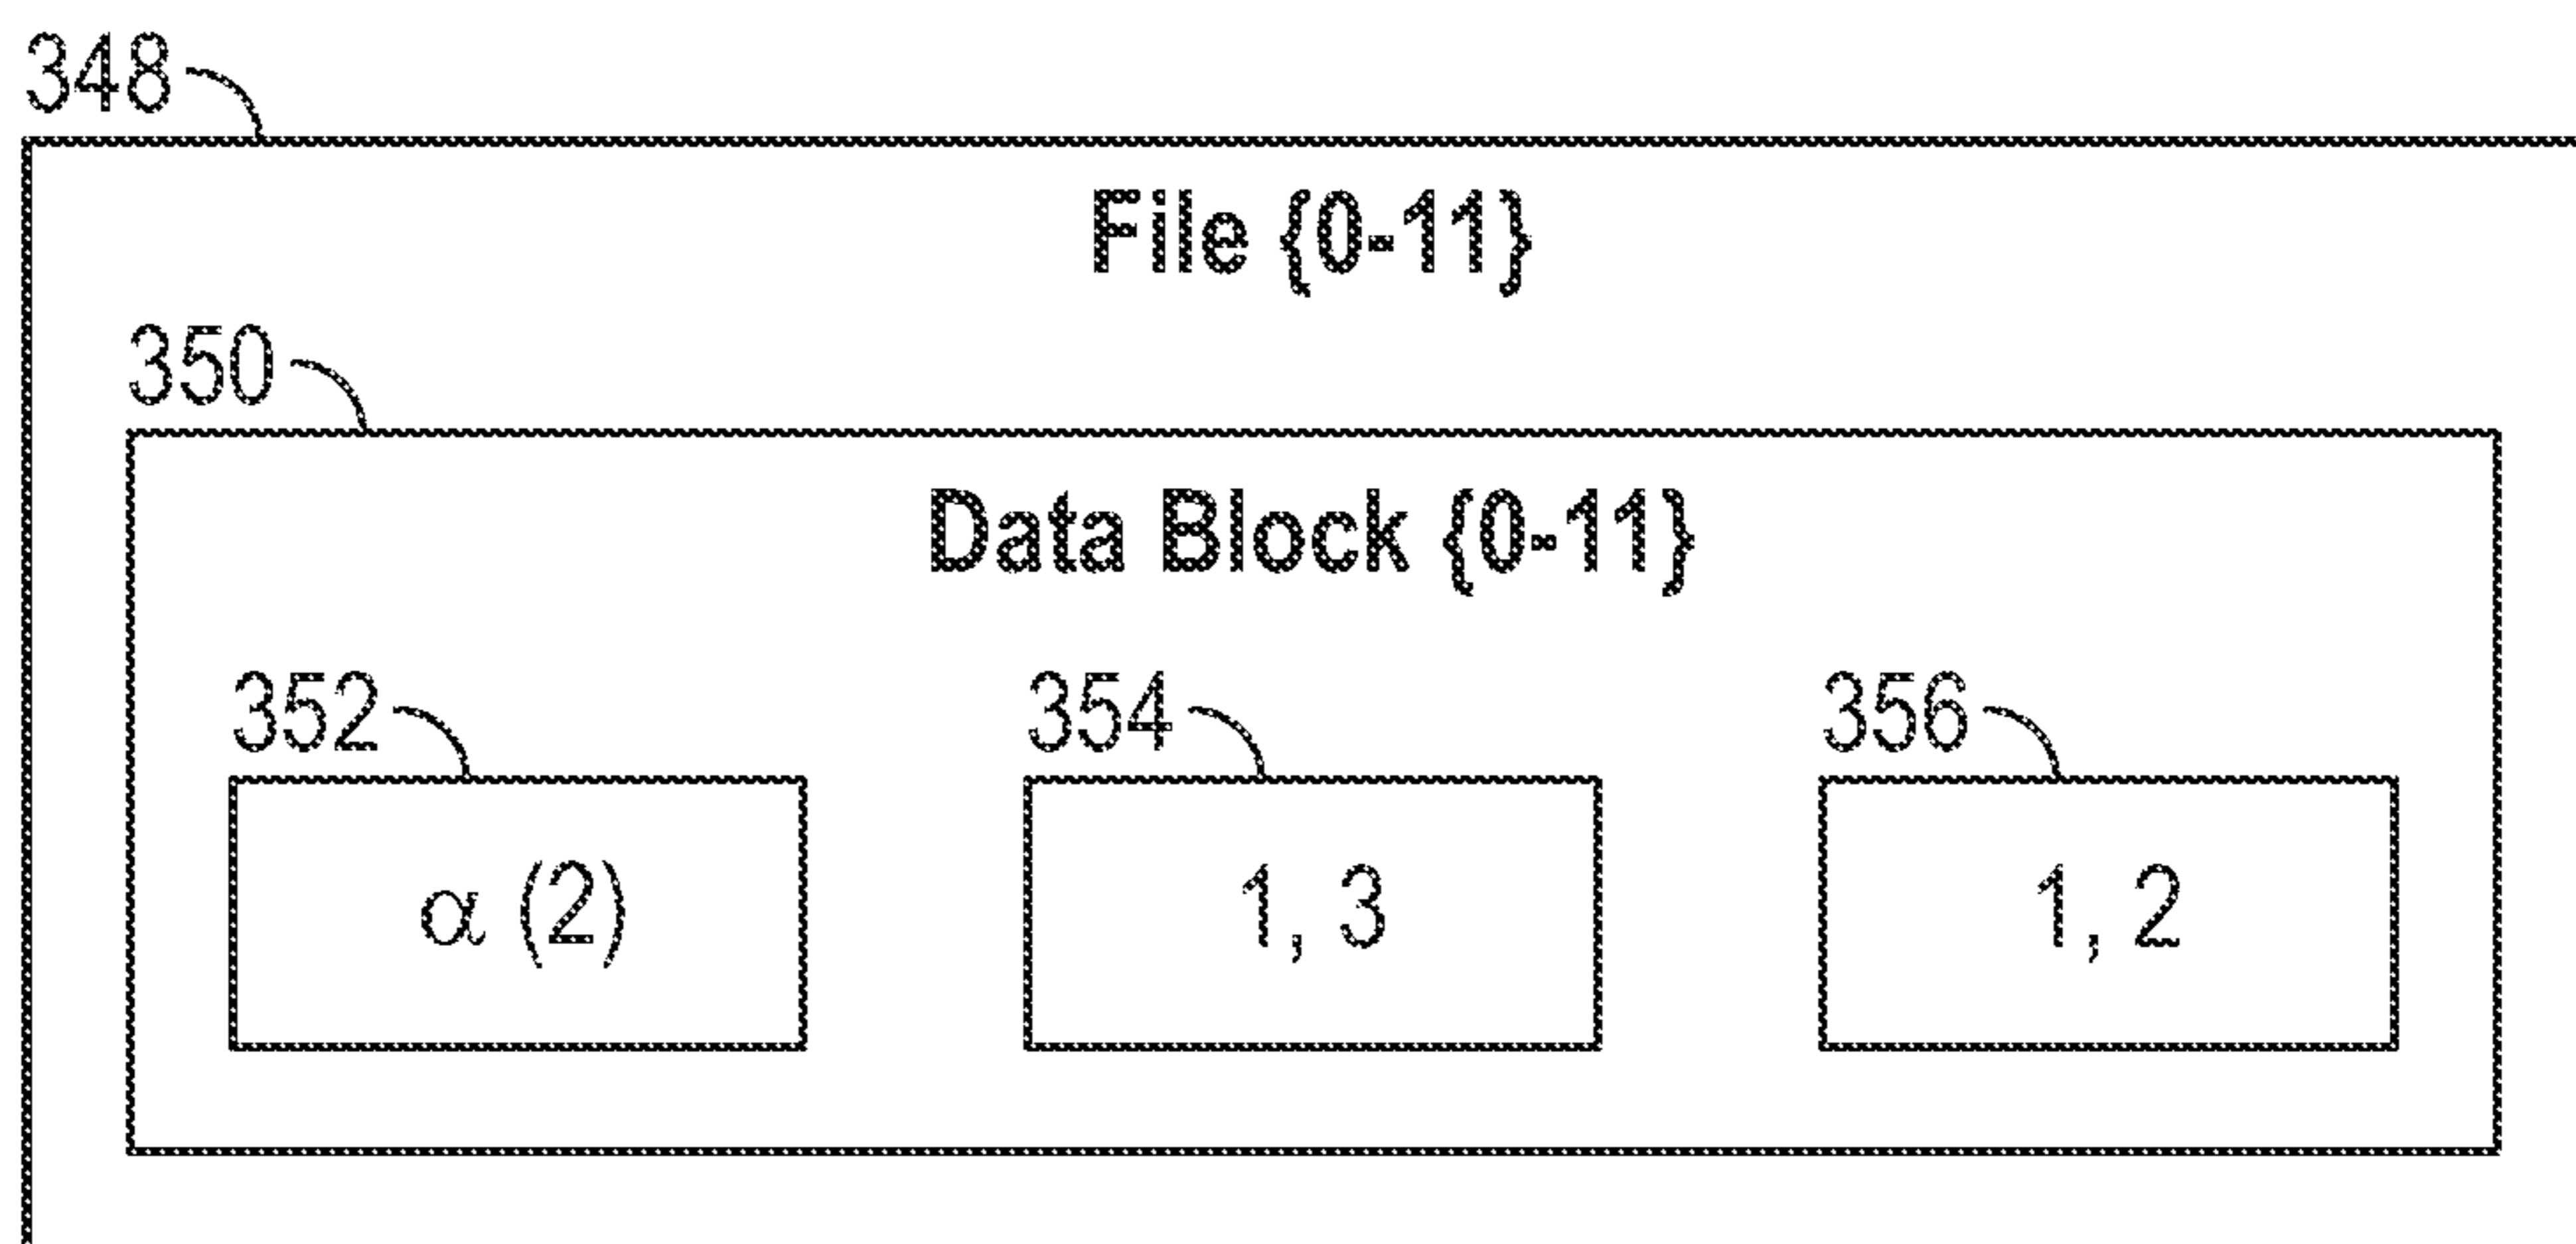 348
File {0-11}
350
Data Block {0-11}
352 354 356
α (2) 1, 3 1, 2